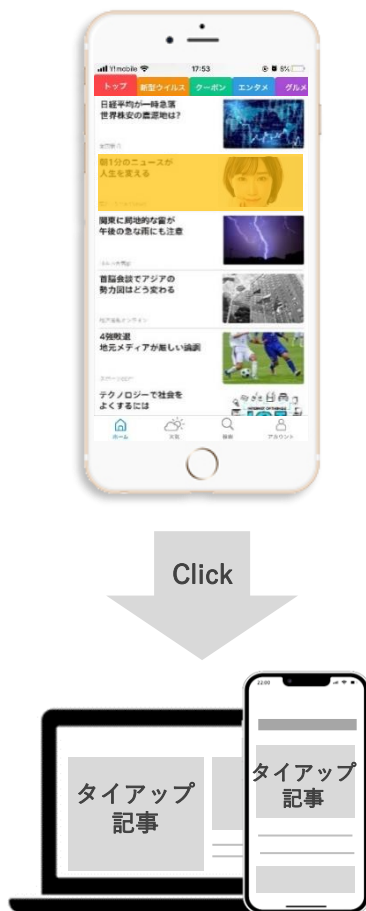 Y!mobile
17:53
8%
トップ
新型ウイルス
クーポン
エンタメ
グルメ
日経平均が一時急落
世界株安の震源地は?
朝1分のニュースが
人生を変える
関東に局地的な雷が
午後の急な雨にも注意
首脳会談でアジアの
勢力図はどう変わる
4強敗退
地元メディアが厳しい論調
テクノロジーで社会を
よくするには
INTERNET OF THINGS
ホーム
天気
検索
アカウント
Click
22:00
タイアップ
記事
タイアップ
記事